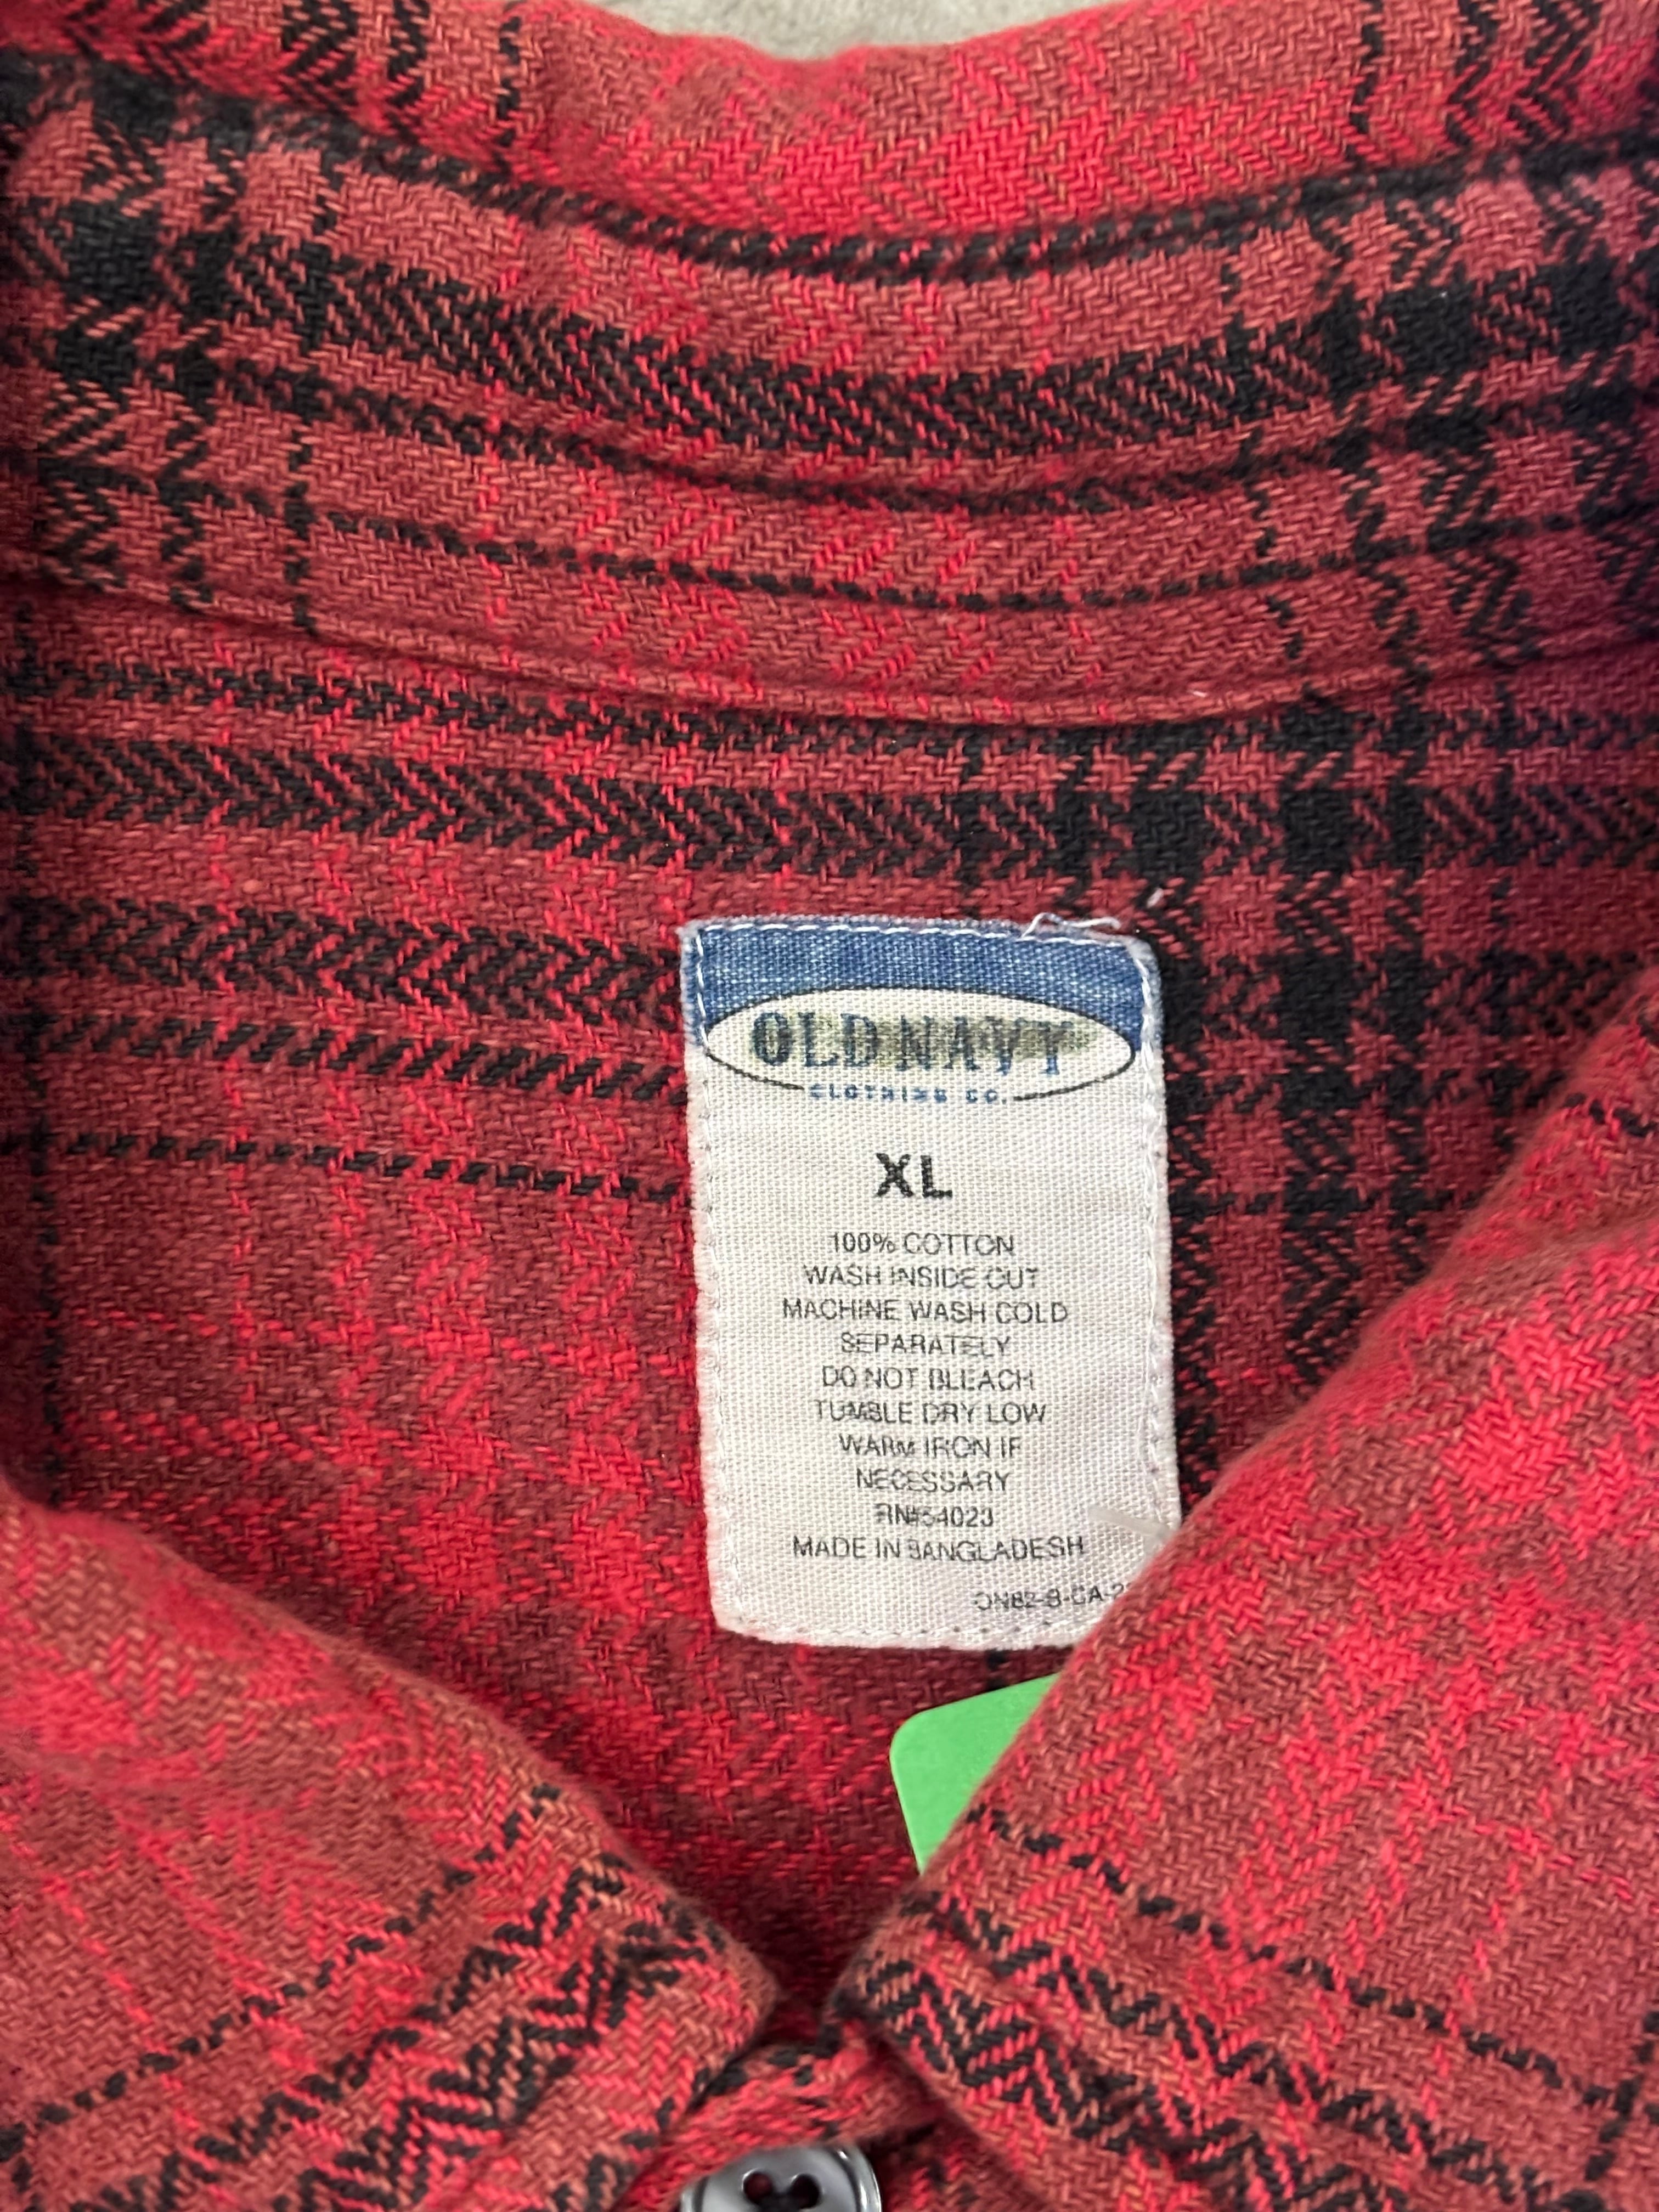 OLD NAVY
CLOTHING CO.
XL
100% COTTON
WASH INSIDE OUT
MACHINE WASH COLD
SEPARATELY
DO NOT BLEACH
TUMBLE DRY LOW
WARM IRON IF
NECESSARY
RN#54023
MADE IN BANGLADESH